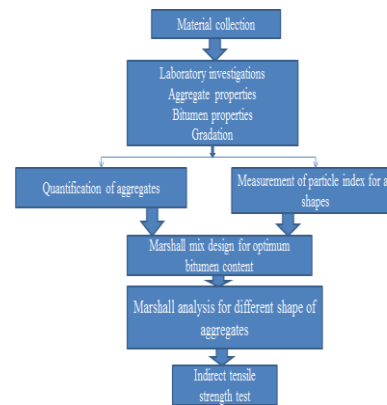 Material collection
Laboratory investigations
Aggregate properties
Bitumen properties
Gradation
Quantification of aggregates
Measurement of particle index for a
shapes
Marshall mix design for optimum
bitumen content
Marshall analysis for different shape of
aggregates
Indirect tensile
strength test